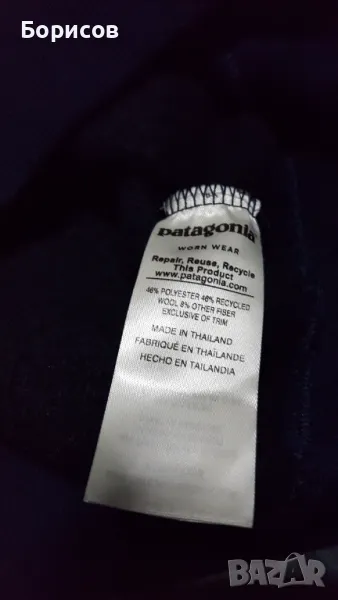 Борисов
patagonia®
WORN WEAR
Repair, Reuse, Recycle
This Product
www.patagonia.com
46% POLYESTER 46% RECYCLED
WOOL 8% OTHER FIBER
EXCLUSIVE OF TRIM
MADE IN THAILAND
FABRIQUÉ EN THAÏLANDE
HECHO EN TAILANDIA
BAZAR